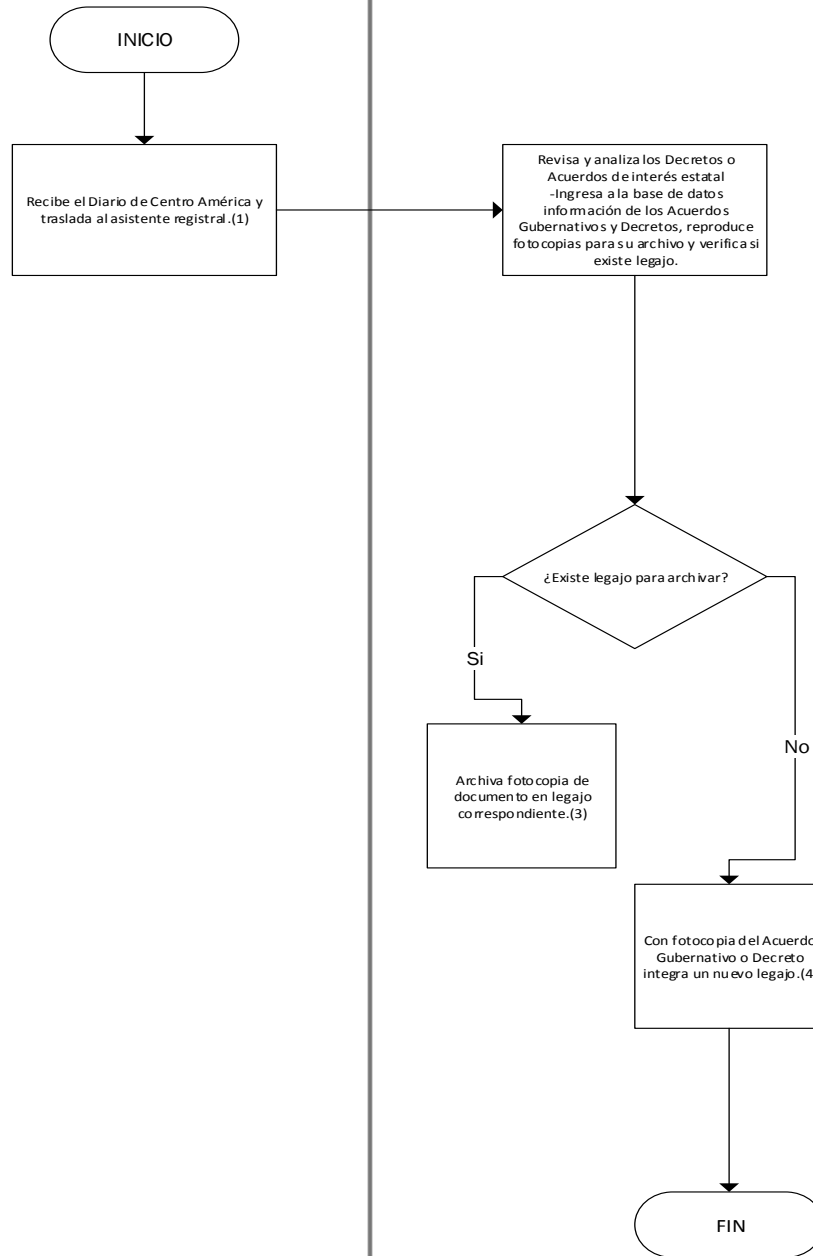 INICIO
Recibe el Diario de Centro América y
traslada al asistente registral.(1)
Revisa y analiza los Decretos o
Acuerdos de interés estatal
-Ingresa a la base de datos
información de los Acuerdos
Gubernativos y Decretos, reproduce
fotocopias para su archivo y verifica si
existe legajo.
¿Existe legajo para archivar?
Si
No
Archiva fotocopia de
documento en legajo
correspondiente.(3)
Con fotocopia del Acuerdo
Gubernativo o Decreto
integra un nuevo legajo.(4
FIN